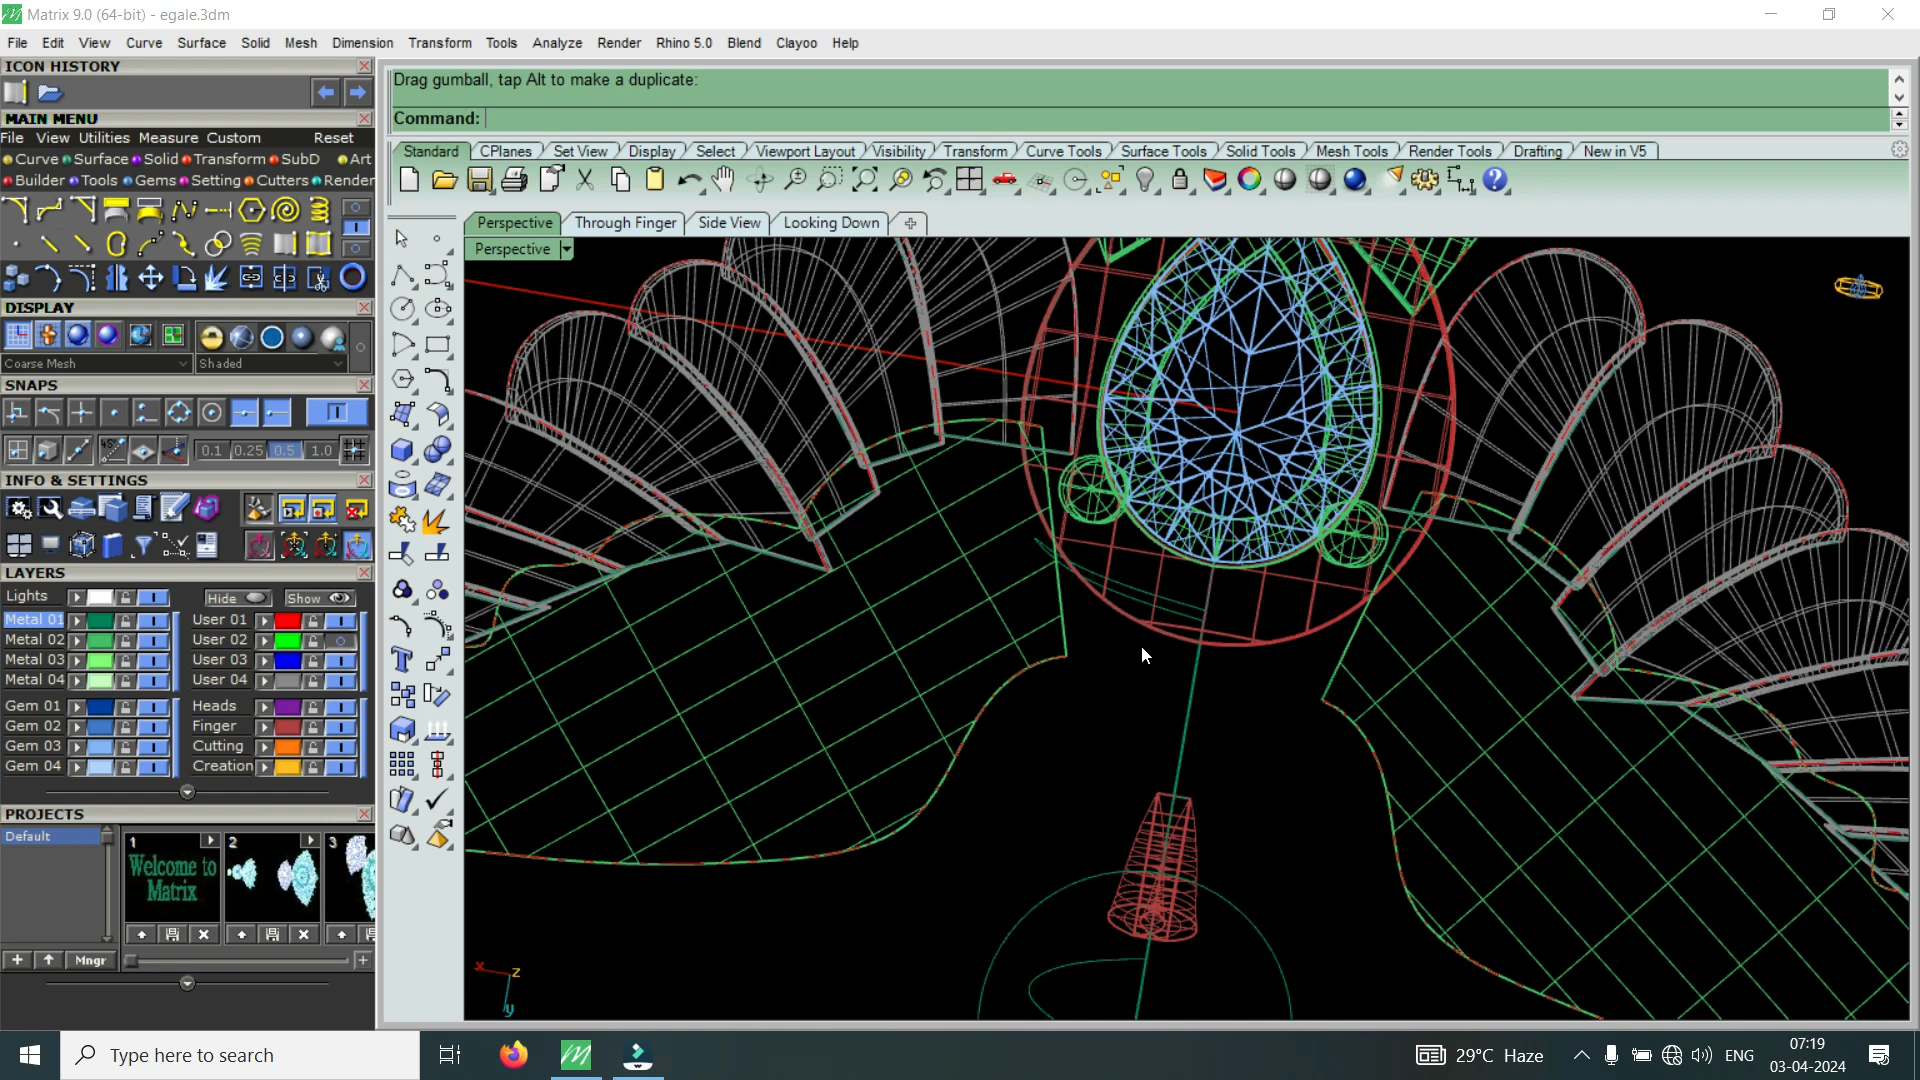 Matrix 9.0 (64-bit) - egale.3dm
File Edit View Curve Surface Solid Mesh Dimension Transform Tools Analyze Render Rhino 5.0 Blend Clayoo Help
ICON HISTORY
MAIN MENU
File View Utilities Measure Custom Reset
Curve Surface Solid Transform SubD Art
Builder Tools Gems Setting Cutters Render
DISPLAY
Coarse Mesh Shaded
SNAPS
0.1 0.25 0.5 1.0
INFO & SETTINGS
LAYERS
Lights Hide Show
Metal 01 User 01
Metal 02 User 02
Metal 03 User 03
Metal 04 User 04
Gem 01 Heads
Gem 02 Finger
Gem 03 Cutting
Gem 04 Creation
PROJECTS
Default
1 2 3
Welcome to
Matrix
Mngr
Drag gumball, tap Alt to make a duplicate:
Command:
Standard CPlanes Set View Display Select Viewport Layout Visibility Transform Curve Tools Surface Tools Solid Tools Mesh Tools Render Tools Drafting New in V5
Perspective Through Finger Side View Looking Down
Perspective
x z
y
Type here to search
29°C Haze
ENG
07:19
03-04-2024